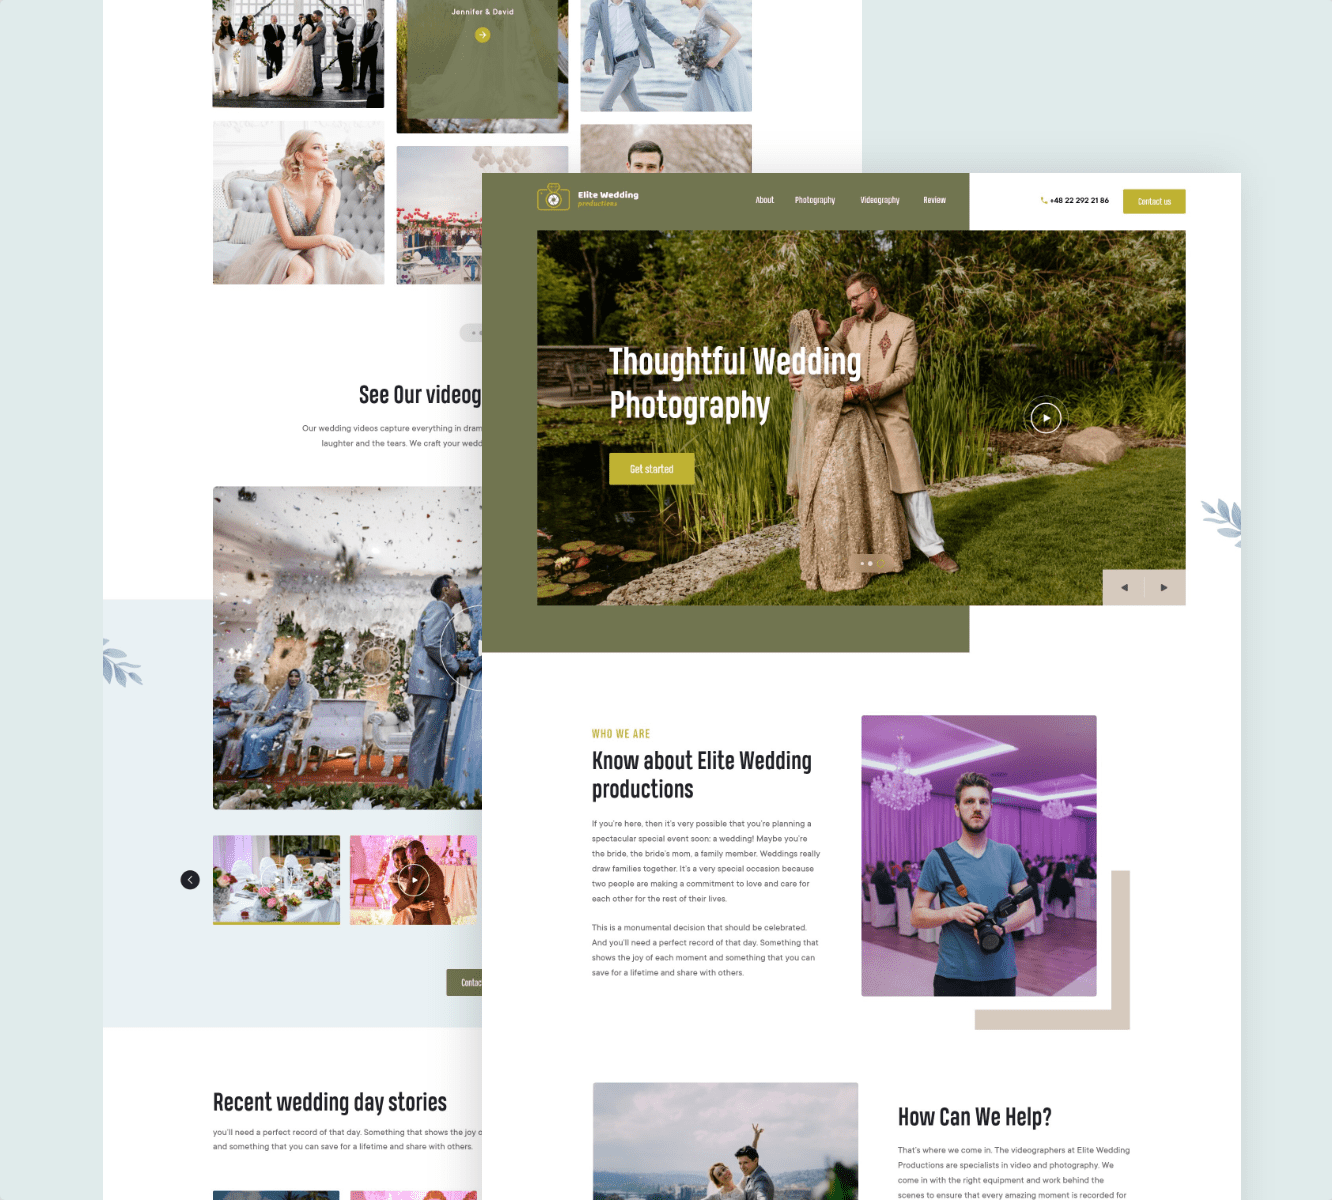 Jennifer & David
See Our videog
Our wedding videos capture everything in dram
laughter and the tears. We craft your wedd
Contac
Recent wedding day stories
you'll need a perfect record of that day. Something that shows the joy o
and something that you can save for a lifetime and share with others.
Elite Wedding
productions
About
Photography
Videography
Review
+48 22 292 21 86
Contact us
Thoughtful Wedding
Photography
Get started
WHO WE ARE
Know about Elite Wedding
productions
If you're here, then it's very possible that you're planning a
spectacular special event soon: a wedding! Maybe you're
the bride, the bride's mom, a family member. Weddings really
draw families together. It's a very special occasion because
two people are making a commitment to love and care for
each other for the rest of their lives.
This is a monumental decision that should be celebrated.
And you'll need a perfect record of that day. Something that
shows the joy of each moment and something that you can
save for a lifetime and share with others.
How Can We Help?
That's where we come in. The videographers at Elite Wedding
Productions are specialists in video and photography. We
come in with the right equipment and work behind the
scenes to ensure that every amazing moment is recorded for